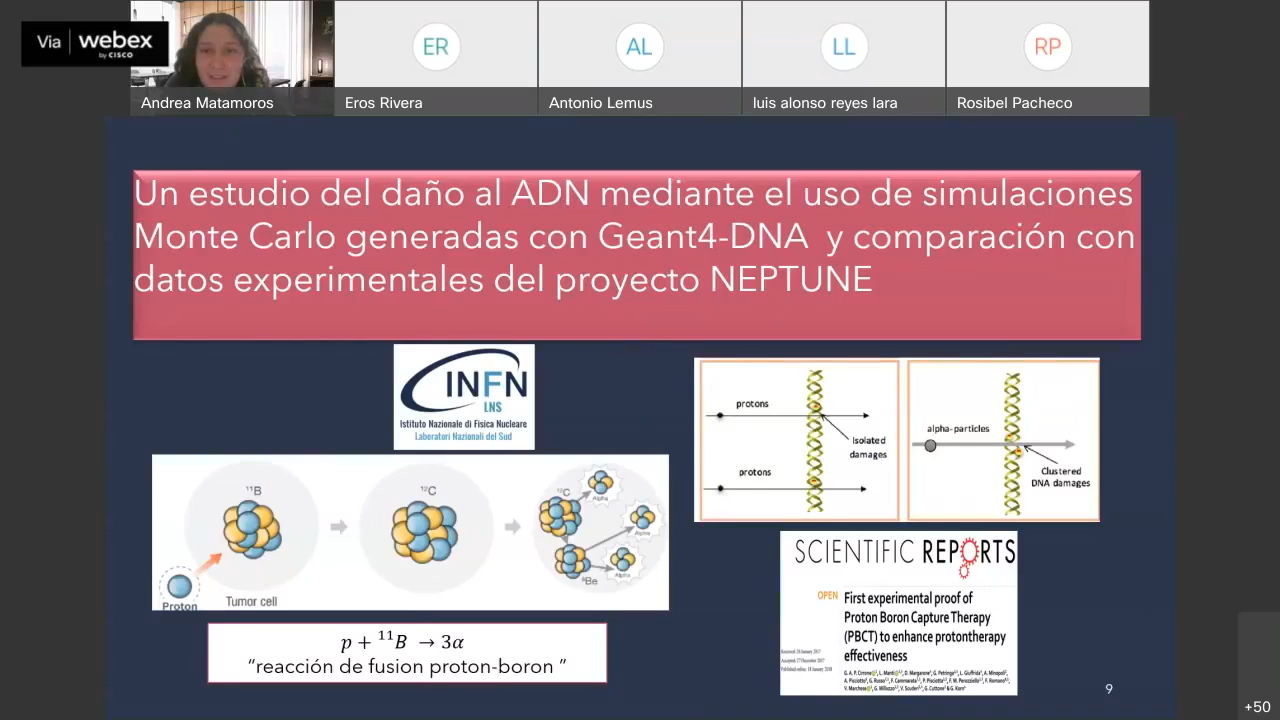 Via webex
by CISCO
Andrea Matamoros
ER
Eros Rivera
AL
Antonio Lemus
LL
luis alonso reyes lara
RP
Rosibel Pacheco
Un estudio del daño al ADN mediante el uso de simulaciones
Monte Carlo generadas con Geant4-DNA y comparación con
datos experimentales del proyecto NEPTUNE
INFN
LNS
Istituto Nazionale di Fisica Nucleare
Laboratori Nazionali del Sud
protons
Isolated
damages
protons
alpha-particles
Clustered
DNA damages
¹¹B
¹²C
¹²C
Alpha
Alpha
⁸Be
Alpha
Proton
Tumor cell
p + ¹¹B → 3α
“reacción de fusion proton-boron ”
SCIENTIFIC REPORTS
OPEN
First experimental proof of
Proton Boron Capture Therapy
(PBCT) to enhance protontherapy
effectiveness
9
+50